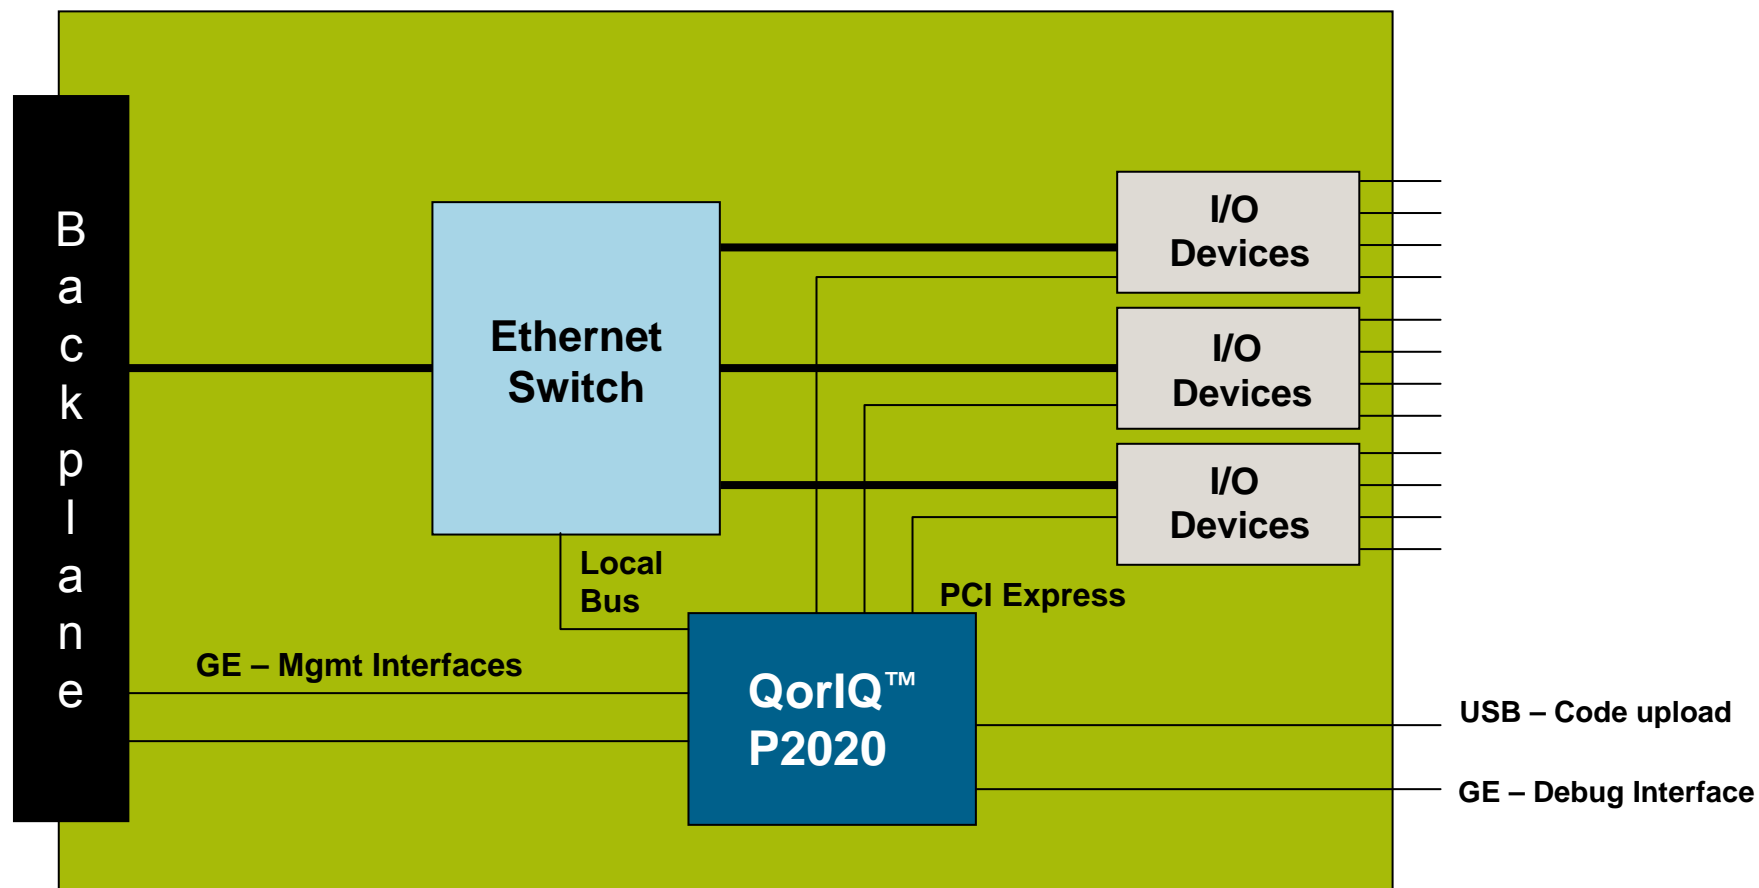 Backplane
Ethernet
Switch
I/O
Devices
I/O
Devices
I/O
Devices
Local
Bus
PCI Express
GE – Mgmt Interfaces
QorIQ™
P2020
USB – Code upload
GE – Debug Interface